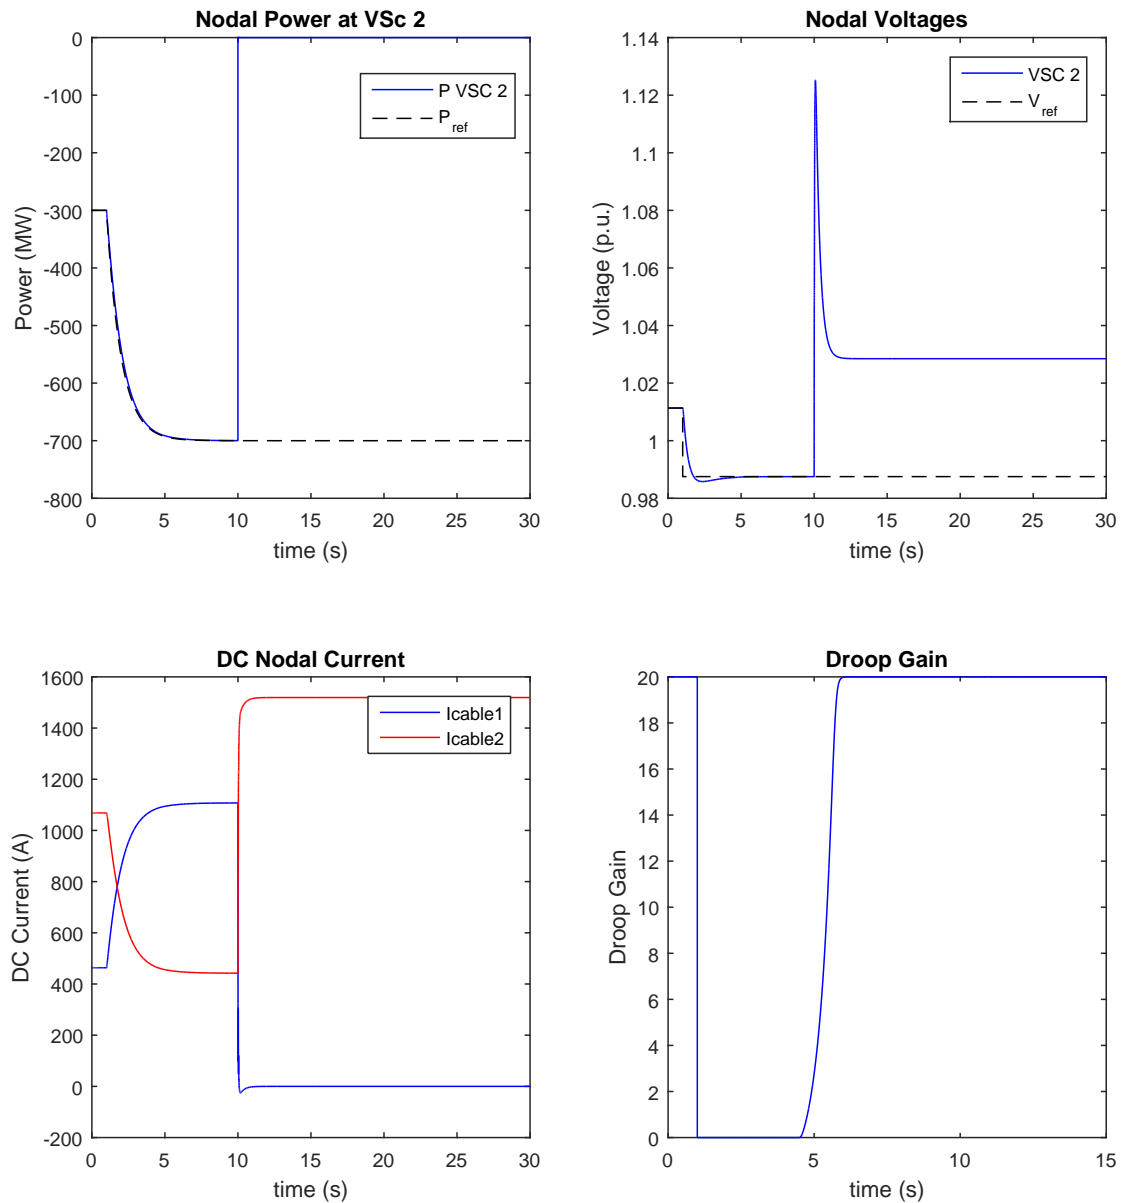 Nodal Power at VSc 2
0
-100
-200
-300
-400
-500
-600
-700
-800
Power (MW)
P VSC 2
P ref
0 5 10 15 20 25 30
time (s)
Nodal Voltages
1.14
1.12
1.1
1.08
1.06
1.04
1.02
1
0.98
Voltage (p.u.)
VSC 2
V ref
0 5 10 15 20 25 30
time (s)
DC Nodal Current
1600
1400
1200
1000
800
600
400
200
0
-200
DC Current (A)
Icable1
Icable2
0 5 10 15 20 25 30
time (s)
Droop Gain
20
18
16
14
12
10
8
6
4
2
0
Droop Gain
0 5 10 15
time (s)